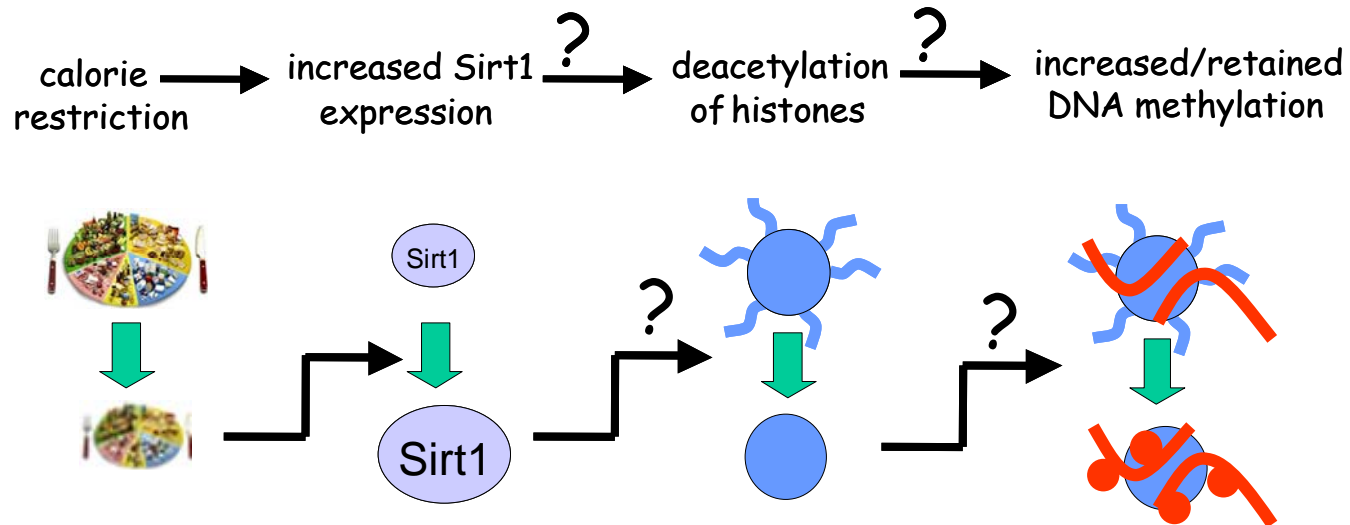 ?
?
calorie
restriction
increased Sirt1
expression
deacetylation
of histones
increased/retained
DNA methylation
Sirt1
?
?
Sirt1